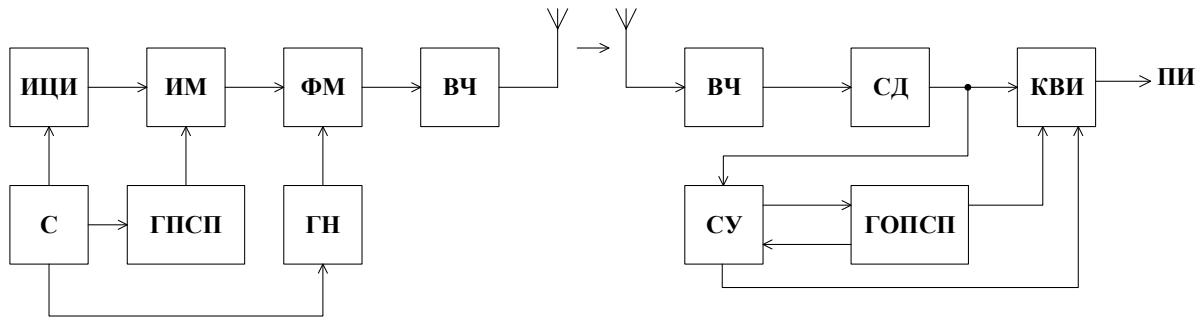 ИЦИ ИМ ФМ ВЧ ВЧ СД КВИ ПИ
С ГПСП ГН СУ ГОПСП